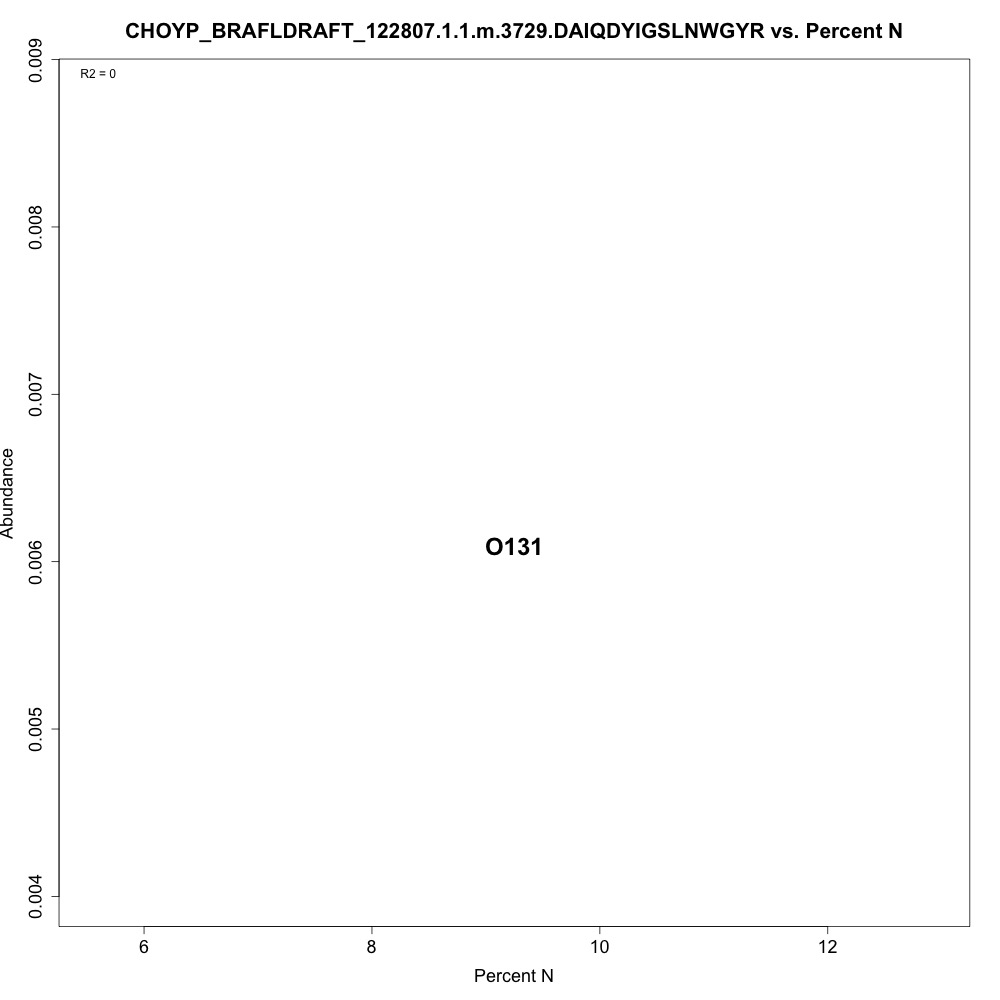 CHOYP_BRAFLDRAFT_122807.1.1.m.3729.DAIQDYIGSLNWGYR vs. Percent N
R2 = 0
0.009
0.008
0.007
0.006
0.005
0.004
Abundance
O131
6 8 10 12
Percent N